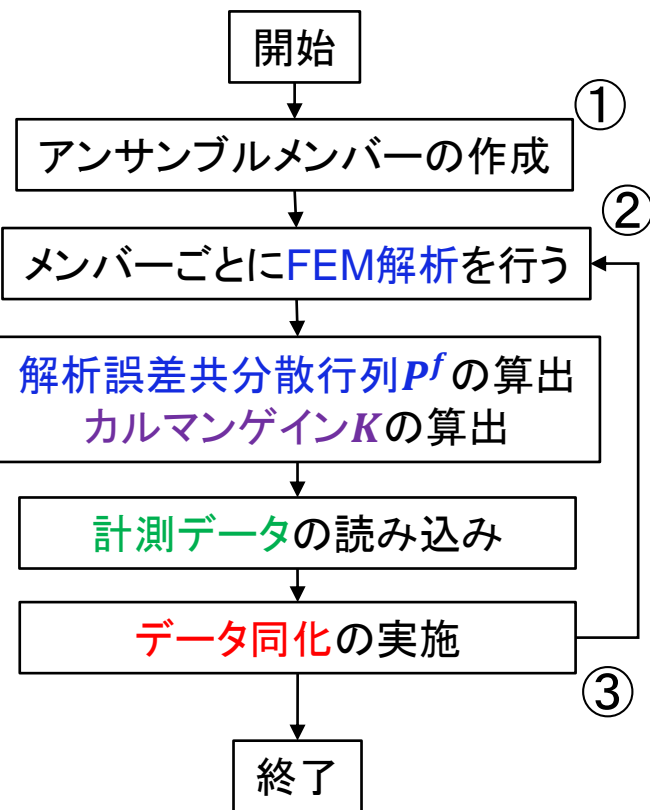 開始
①
アンサンブルメンバーの作成
②
メンバーごとにFEM解析を行う
解析誤差共分散行列P^fの算出
カルマンゲインKの算出
計測データの読み込み
データ同化の実施
③
終了